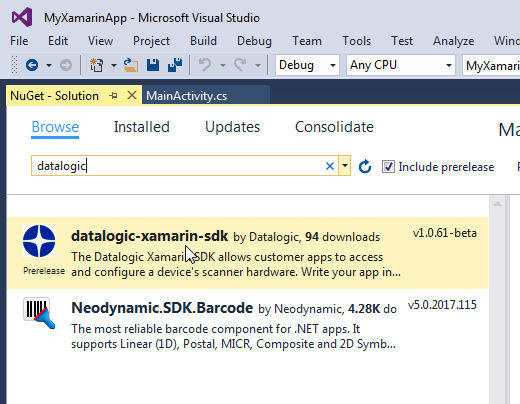 MyXamarinApp - Microsoft Visual Studio
File Edit View Project Build Debug Team Tools Test Analyze Wind
Debug Any CPU MyXamari
NuGet - Solution MainActivity.cs
Browse Installed Updates Consolidate Ma
datalogic Include prerelease P
datalogic-xamarin-sdk by Datalogic, 94 downloads v1.0.61-beta
The Datalogic Xamarin SDK allows customer apps to access
Prerelease and configure a device's scanner hardware. Write your app in...
Neodynamic.SDK.Barcode by Neodynamic, 4.28K do v5.0.2017.115
The most reliable barcode component for .NET apps. It
supports Linear (1D), Postal, MICR, Composite and 2D Symb...